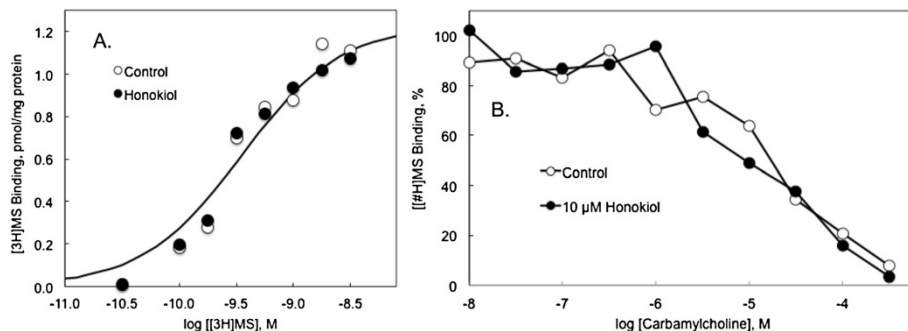 A.
Control
Honokiol
[3H]MS Binding, pmol/mg protein
1.2
1.0
0.8
0.6
0.4
0.2
0.0
-11.0 -10.5 -10.0 -9.5 -9.0 -8.5
log [[3H]MS], M
B.
Control
10 µM Honokiol
[[#H]MS Binding, %
100
80
60
40
20
0
-8 -7 -6 -5 -4
log [Carbamylcholine], M